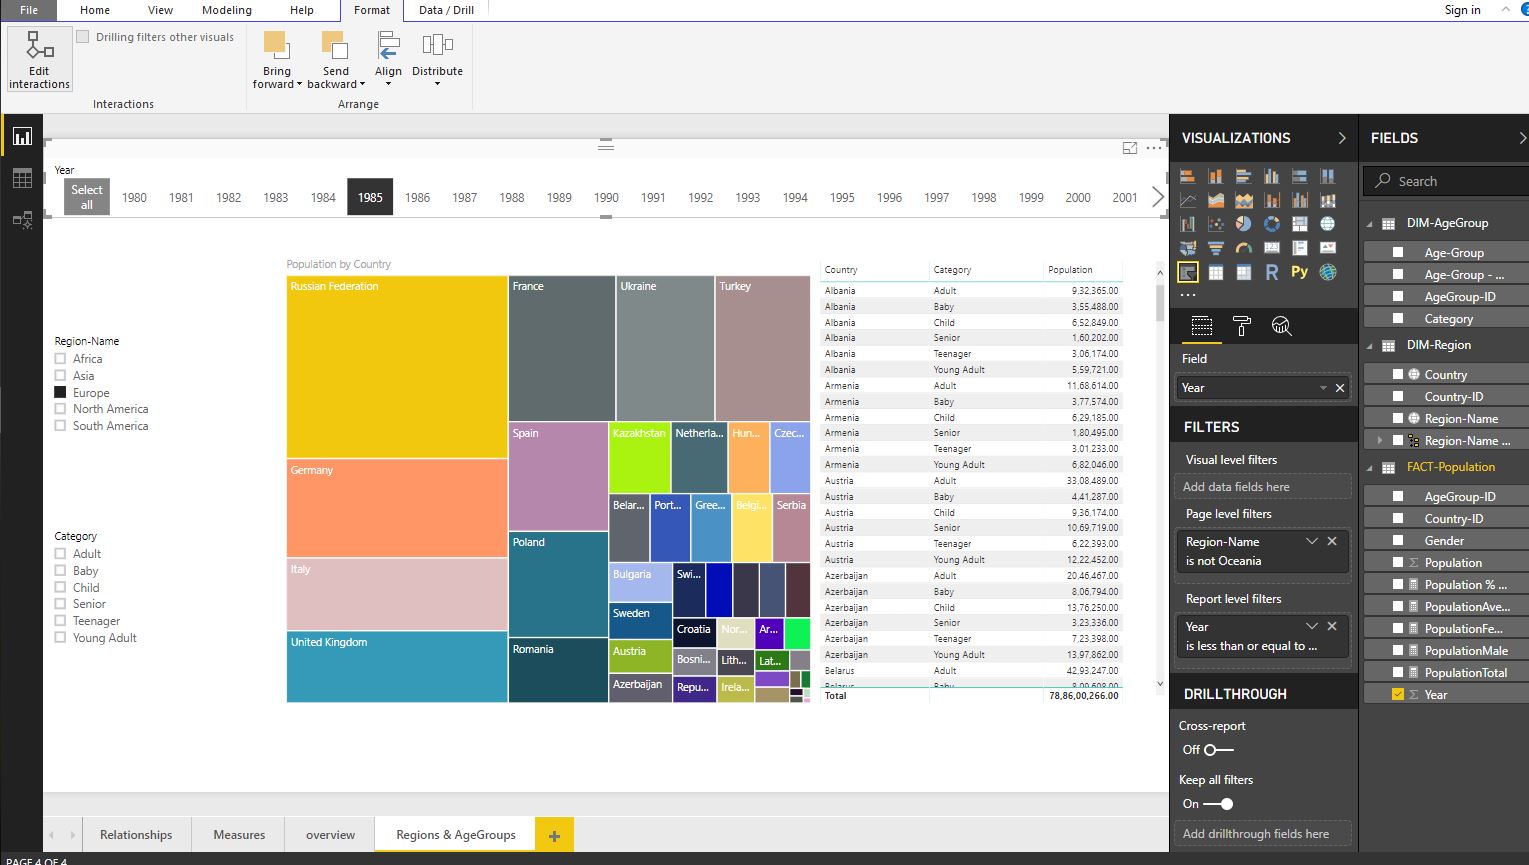 File Home View Modeling Help Format Data / Drill Sign in
Drilling filters other visuals
Edit interactions
Bring forward
Send backward
Align
Distribute
Interactions
Arrange
Year
Select all
1980 1981 1982 1983 1984 1985 1986 1987 1988 1989 1990 1991 1992 1993 1994 1995 1996 1997 1998 1999 2000 2001
Region-Name
Africa
Asia
Europe
North America
South America
Category
Adult
Baby
Child
Senior
Teenager
Young Adult
Population by Country
Russian Federation
Germany
Italy
United Kingdom
France
Ukraine
Turkey
Spain
Poland
Romania
Kazakhstan
Netherla...
Hun...
Czec...
Belar...
Port...
Gree...
Belgi...
Serbia
Bulgaria
Sweden
Austria
Azerbaijan
Swi...
Croatia
Nor...
Ar...
Bosni...
Lith...
Lat...
Repu...
Irela...
Country Category Population
Albania Adult 9,32,365.00
Albania Baby 3,55,488.00
Albania Child 6,52,849.00
Albania Senior 1,60,202.00
Albania Teenager 3,06,174.00
Albania Young Adult 5,59,721.00
Armenia Adult 11,68,614.00
Armenia Baby 3,77,574.00
Armenia Child 6,29,185.00
Armenia Senior 1,80,495.00
Armenia Teenager 3,01,233.00
Armenia Young Adult 6,82,046.00
Austria Adult 33,08,489.00
Austria Baby 4,41,287.00
Austria Child 9,36,174.00
Austria Senior 10,69,719.00
Austria Teenager 6,22,393.00
Austria Young Adult 12,22,452.00
Azerbaijan Adult 20,46,467.00
Azerbaijan Baby 8,06,794.00
Azerbaijan Child 13,76,250.00
Azerbaijan Senior 3,23,336.00
Azerbaijan Teenager 7,23,398.00
Azerbaijan Young Adult 13,97,862.00
Belarus Adult 42,93,247.00
Belarus Baby 8,09,608.00
Total 78,86,00,266.00
VISUALIZATIONS
R Py
Field
Year
FILTERS
Visual level filters
Add data fields here
Page level filters
Region-Name
is not Oceania
Report level filters
Year
is less than or equal to ...
DRILLTHROUGH
Cross-report
Off
Keep all filters
On
Add drillthrough fields here
FIELDS
Search
DIM-AgeGroup
Age-Group
Age-Group - ...
AgeGroup-ID
Category
DIM-Region
Country
Country-ID
Region-Name
Region-Name ...
FACT-Population
AgeGroup-ID
Country-ID
Gender
Population
Population % ...
PopulationAve...
PopulationFe...
PopulationMale
PopulationTotal
Year
Relationships Measures overview Regions & AgeGroups
PAGE 4 OF 4